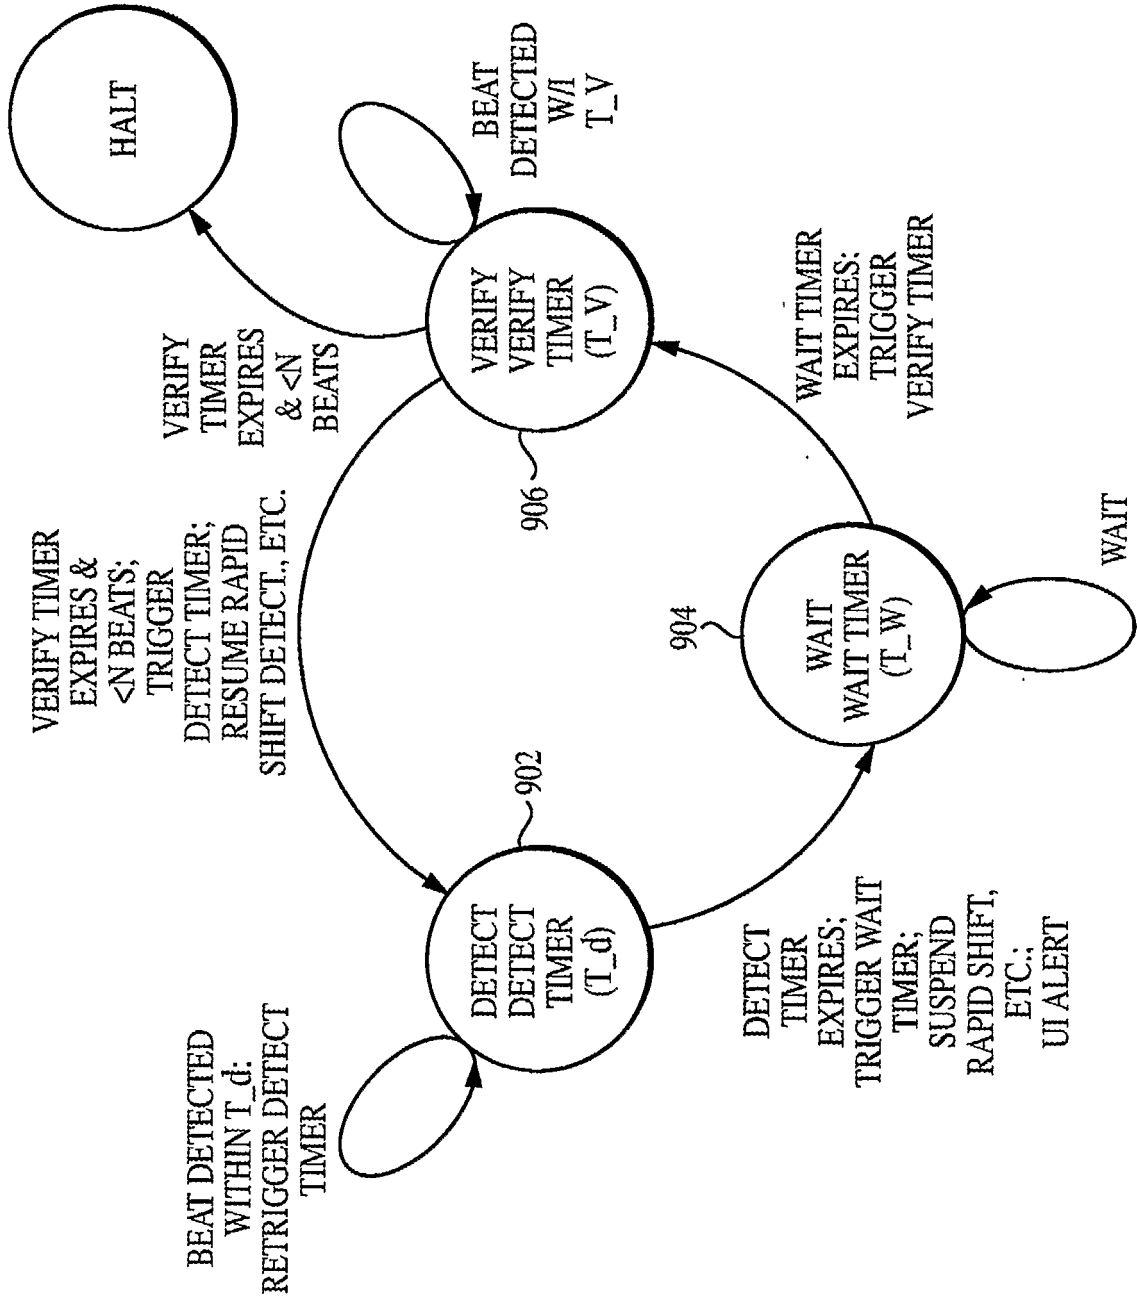 BEAT DETECTED
WITHIN T_d:
RETRIGGER DETECT
TIMER
VERIFY TIMER
EXPIRES &
<N BEATS;
TRIGGER
DETECT TIMER;
RESUME RAPID
SHIFT DETECT., ETC.
VERIFY
TIMER
EXPIRES
& <N
BEATS
HALT
DETECT
DETECT
TIMER
(T_d)
902
VERIFY
VERIFY
TIMER
(T_V)
906
BEAT
DETECTED
W/I
T_V
904
WAIT
WAIT TIMER
(T_W)
DETECT
TIMER
EXPIRES;
TRIGGER WAIT
TIMER;
SUSPEND
RAPID SHIFT,
ETC.;
UI ALERT
WAIT TIMER
EXPIRES;
TRIGGER
VERIFY TIMER
WAIT